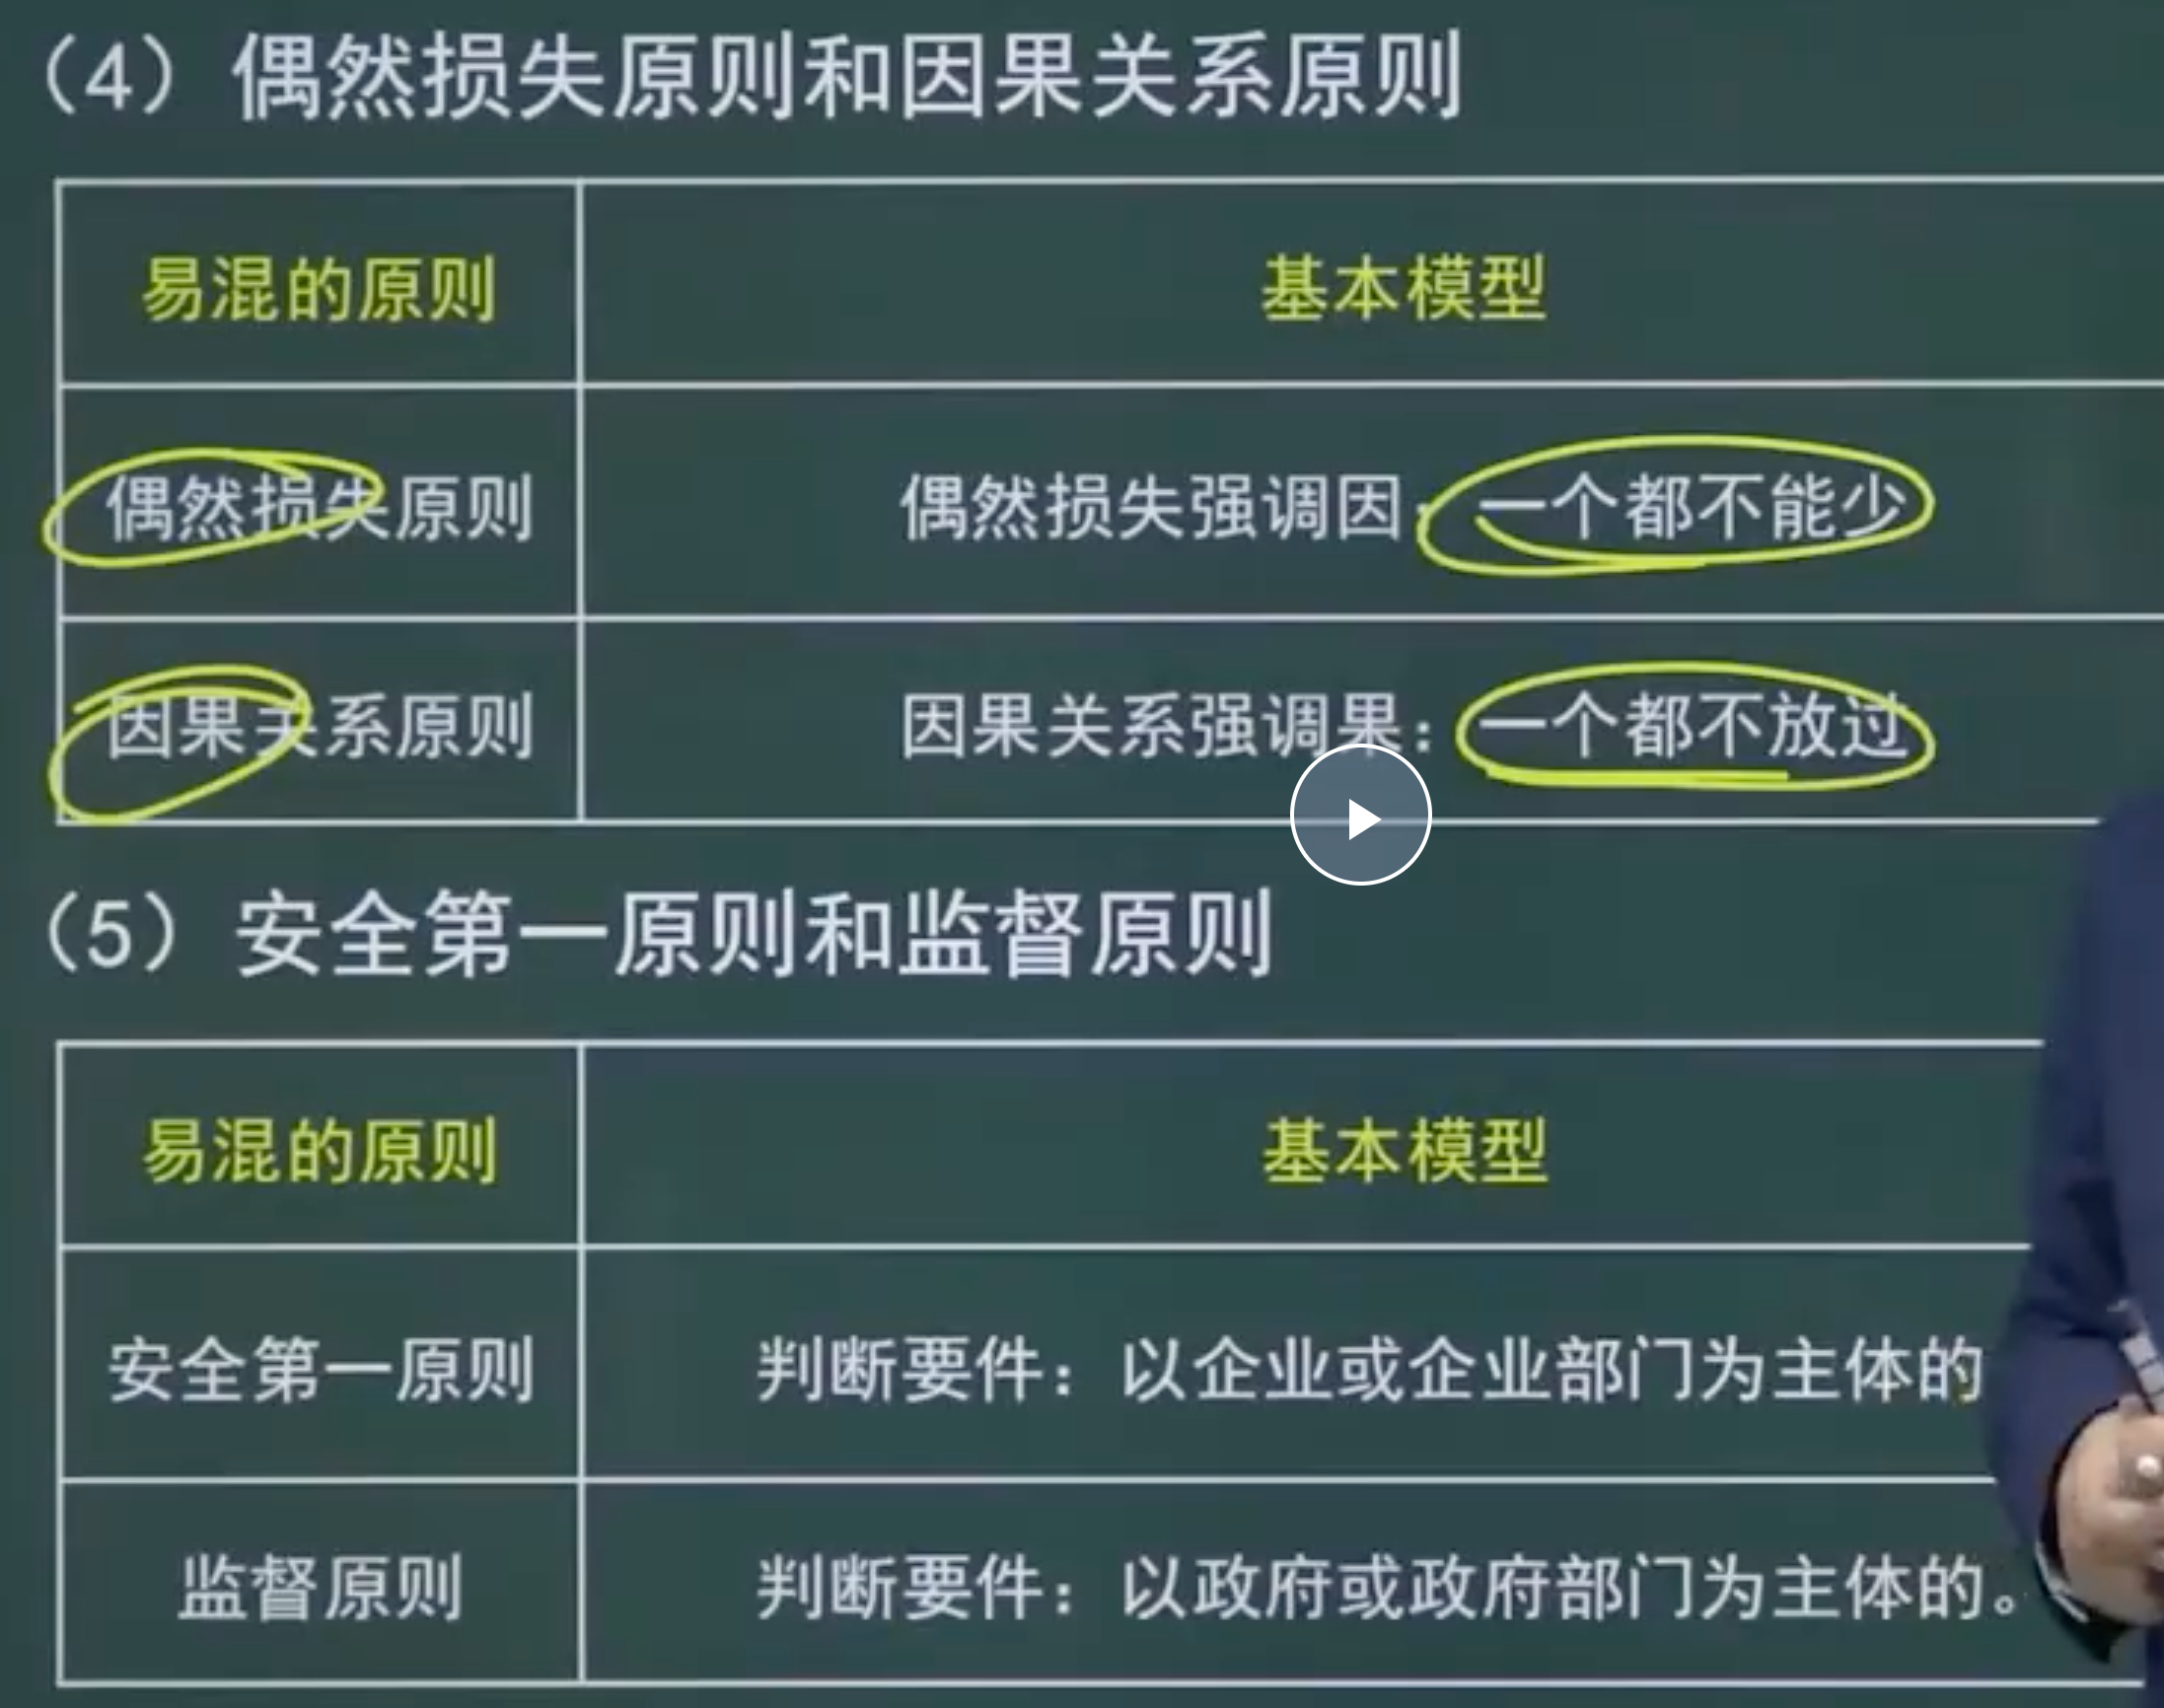 （4）偶然损失原则和因果关系原则
易混的原则 基本模型
偶然损失原则 偶然损失强调因：一个都不能少
因果关系原则 因果关系强调果：一个都不放过
（5）安全第一原则和监督原则
易混的原则 基本模型
安全第一原则 判断要件：以企业或企业部门为主体的
监督原则 判断要件：以政府或政府部门为主体的。